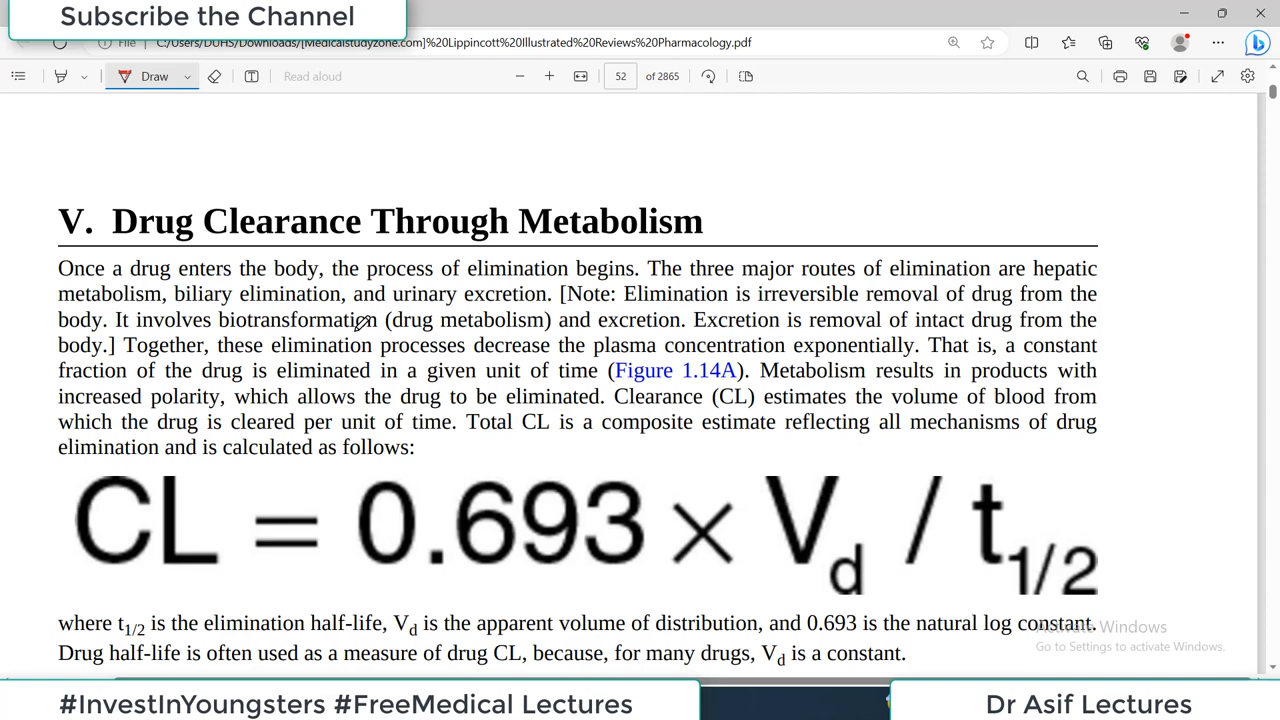 Subscribe the Channel
File C:/Users/DUHS/Downloads/[Medicalstudyzone.com]%20Lippincott%20Illustrated%20Reviews%20Pharmacology.pdf
Draw Read aloud 52 of 2865
V. Drug Clearance Through Metabolism
Once a drug enters the body, the process of elimination begins. The three major routes of elimination are hepatic
metabolism, biliary elimination, and urinary excretion. [Note: Elimination is irreversible removal of drug from the
body. It involves biotransformation (drug metabolism) and excretion. Excretion is removal of intact drug from the
body.] Together, these elimination processes decrease the plasma concentration exponentially. That is, a constant
fraction of the drug is eliminated in a given unit of time (Figure 1.14A). Metabolism results in products with
increased polarity, which allows the drug to be eliminated. Clearance (CL) estimates the volume of blood from
which the drug is cleared per unit of time. Total CL is a composite estimate reflecting all mechanisms of drug
elimination and is calculated as follows:
CL = 0.693 × Vd / t1/2
where t1/2 is the elimination half-life, Vd is the apparent volume of distribution, and 0.693 is the natural log constant.
Drug half-life is often used as a measure of drug CL, because, for many drugs, Vd is a constant.
Activate Windows
Go to Settings to activate Windows.
#InvestInYoungsters #FreeMedical Lectures
Dr Asif Lectures